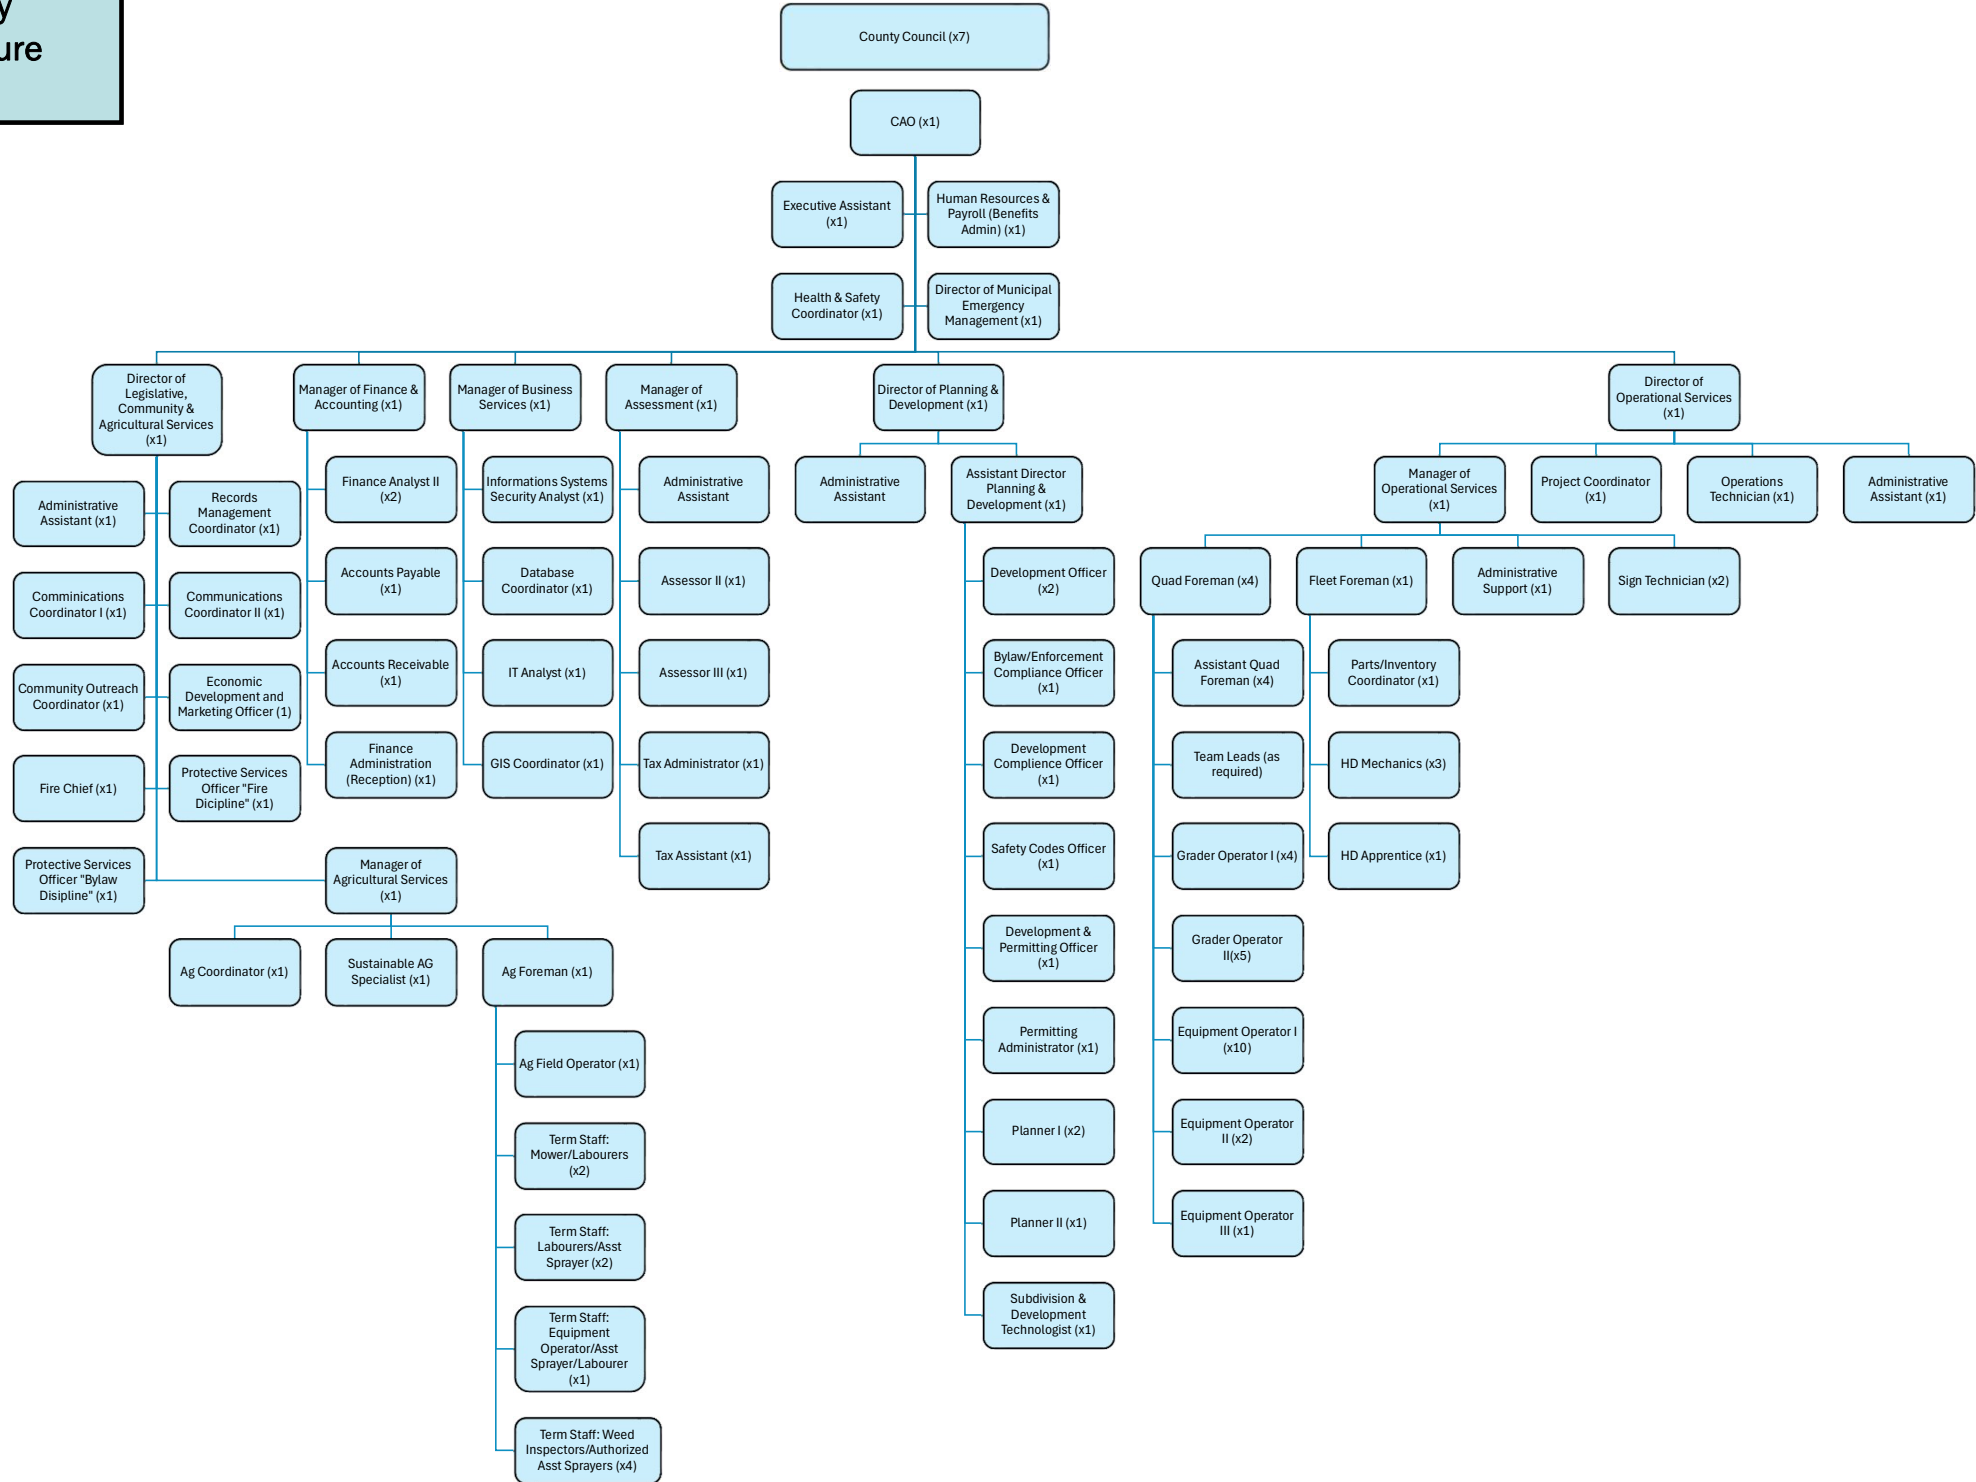 y
ure
County Council (x7)
CAO (x1)
Executive Assistant
(x1)
Human Resources &
Payroll (Benefits
Admin) (x1)
Health & Safety
Coordinator (x1)
Director of Municipal
Emergency
Management (x1)
Director of
Legislative,
Community &
Agricultural Services
(x1)
Manager of Finance &
Accounting (x1)
Manager of Business
Services (x1)
Manager of
Assessment (x1)
Director of Planning &
Development (x1)
Director of
Operational Services
(x1)
Administrative
Assistant (x1)
Records
Management
Coordinator (x1)
Comminications
Coordinator I (x1)
Communications
Coordinator II (x1)
Community Outreach
Coordinator (x1)
Economic
Development and
Marketing Officer (1)
Fire Chief (x1)
Protective Services
Officer "Fire
Dicipline" (x1)
Protective Services
Officer "Bylaw
Disipline" (x1)
Manager of
Agricultural Services
(x1)
Ag Coordinator (x1)
Sustainable AG
Specialist (x1)
Ag Foreman (x1)
Ag Field Operator (x1)
Term Staff:
Mower/Labourers
(x2)
Term Staff:
Labourers/Asst
Sprayer (x2)
Term Staff:
Equipment
Operator/Asst
Sprayer/Labourer
(x1)
Term Staff: Weed
Inspectors/Authorized
Asst Sprayers (x4)
Finance Analyst II
(x2)
Accounts Payable
(x1)
Accounts Receivable
(x1)
Finance
Administration
(Reception) (x1)
Informations Systems
Security Analyst (x1)
Database
Coordinator (x1)
IT Analyst (x1)
GIS Coordinator (x1)
Administrative
Assistant
Assessor II (x1)
Assessor III (x1)
Tax Administrator (x1)
Tax Assistant (x1)
Administrative
Assistant
Assistant Director
Planning &
Development (x1)
Development Officer
(x2)
Bylaw/Enforcement
Compliance Officer
(x1)
Development
Complience Officer
(x1)
Safety Codes Officer
(x1)
Development &
Permitting Officer
(x1)
Permitting
Administrator (x1)
Planner I (x2)
Planner II (x1)
Subdivision &
Development
Technologist (x1)
Manager of
Operational Services
(x1)
Project Coordinator
(x1)
Operations
Technician (x1)
Administrative
Assistant (x1)
Quad Foreman (x4)
Fleet Foreman (x1)
Administrative
Support (x1)
Sign Technician (x2)
Assistant Quad
Foreman (x4)
Team Leads (as
required)
Grader Operator I (x4)
Grader Operator
II(x5)
Equipment Operator I
(x10)
Equipment Operator
II (x2)
Equipment Operator
III (x1)
Parts/Inventory
Coordinator (x1)
HD Mechanics (x3)
HD Apprentice (x1)